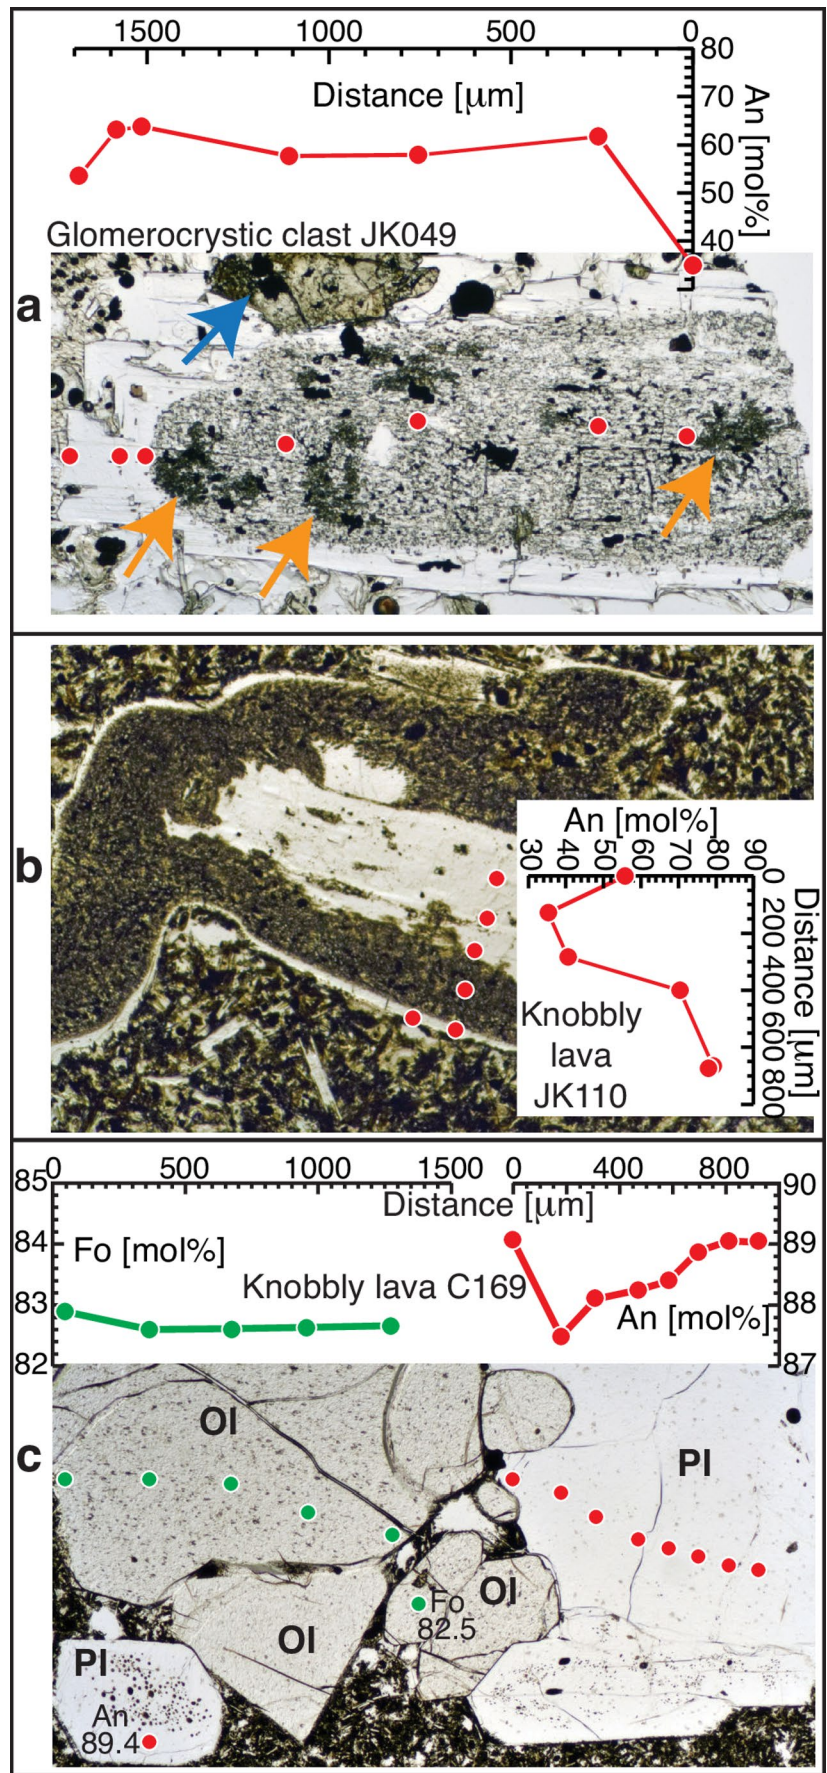 1500 1000 500 0
80
Distance [μm]
70
60
50
40
An [mol%]
Glomerocrystic clast JK049
a
b
An [mol%]
30 40 50 60 70 80 90
0 200 400 600 800
Distance [μm]
Knobbly
lava
JK110
0 500 1000 1500 0 400 800
85 90
Distance [μm]
84 Fo [mol%] 89
Knobbly lava C169
83 88
An [mol%]
82 87
c
Ol
Pl
Ol
Fo
82.5
Ol
Pl
An
89.4